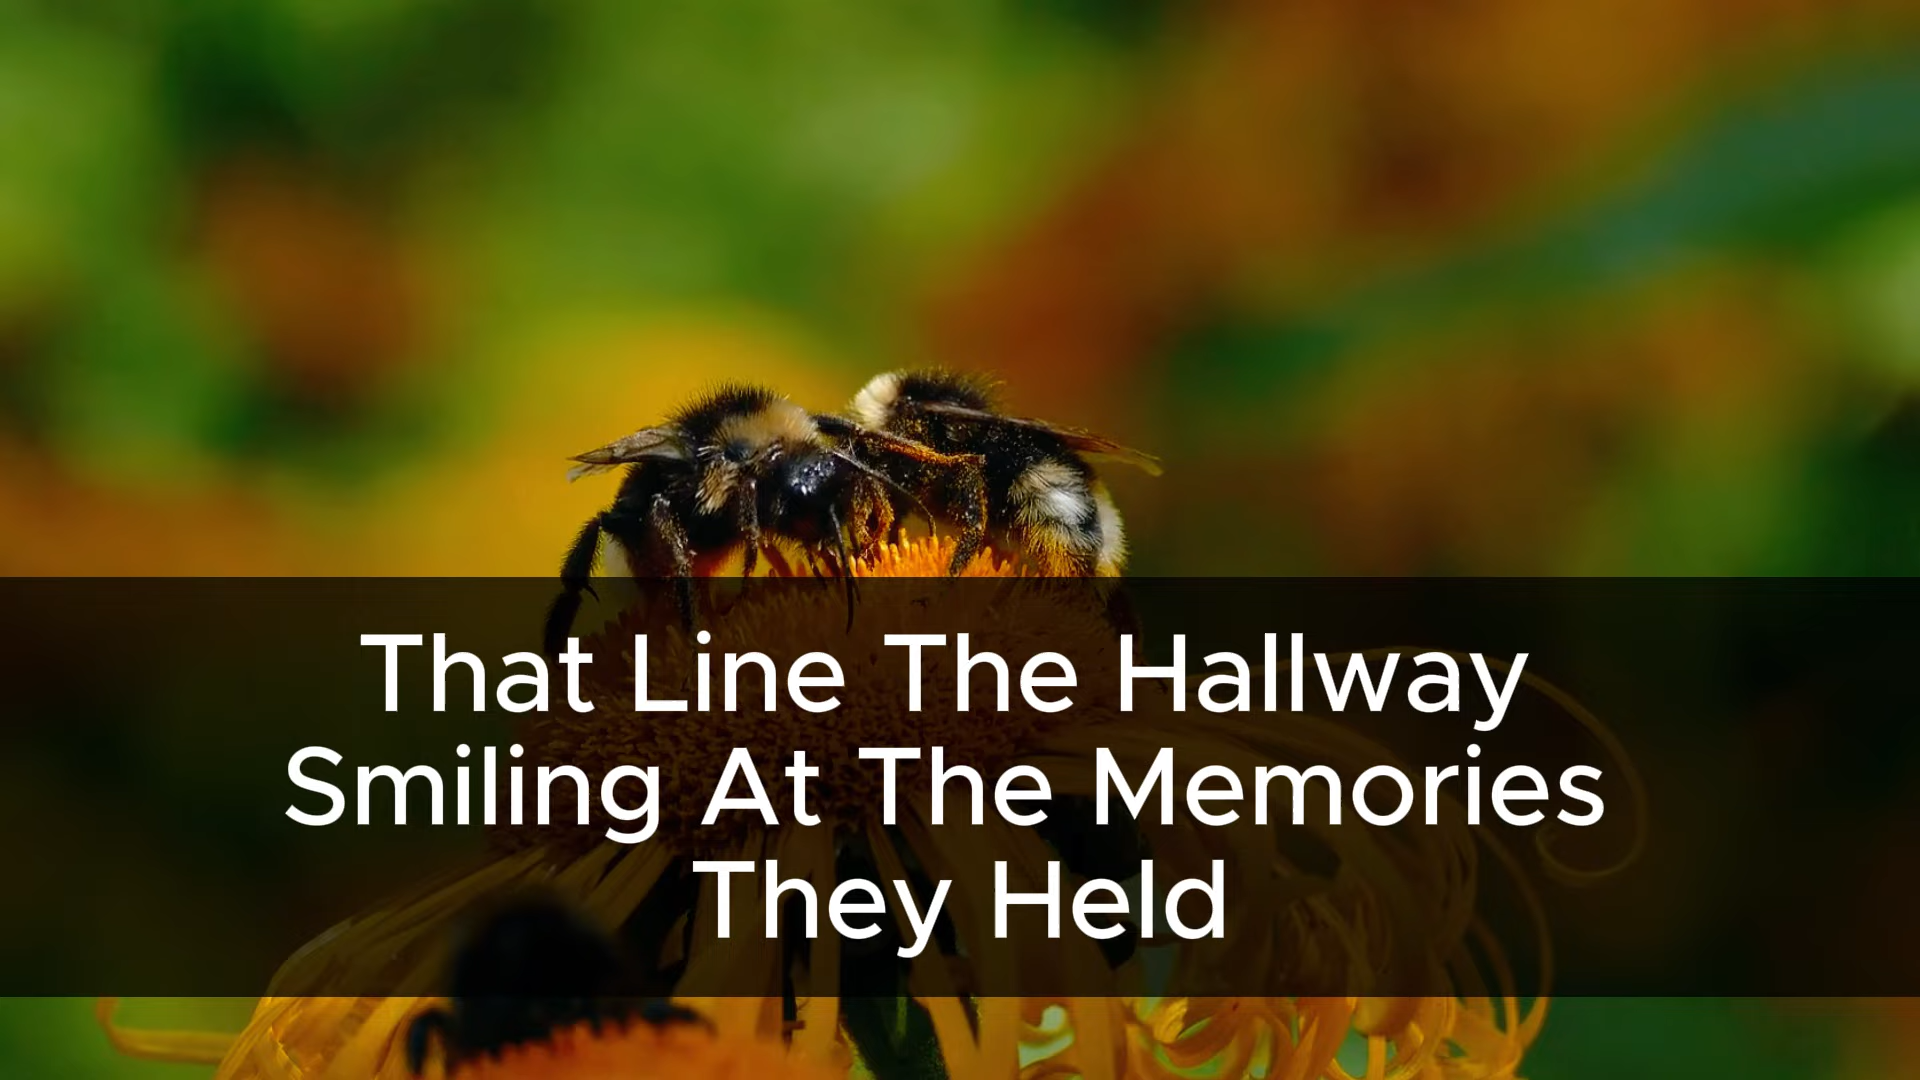 That Line The Hallway
Smiling At The Memories
They Held